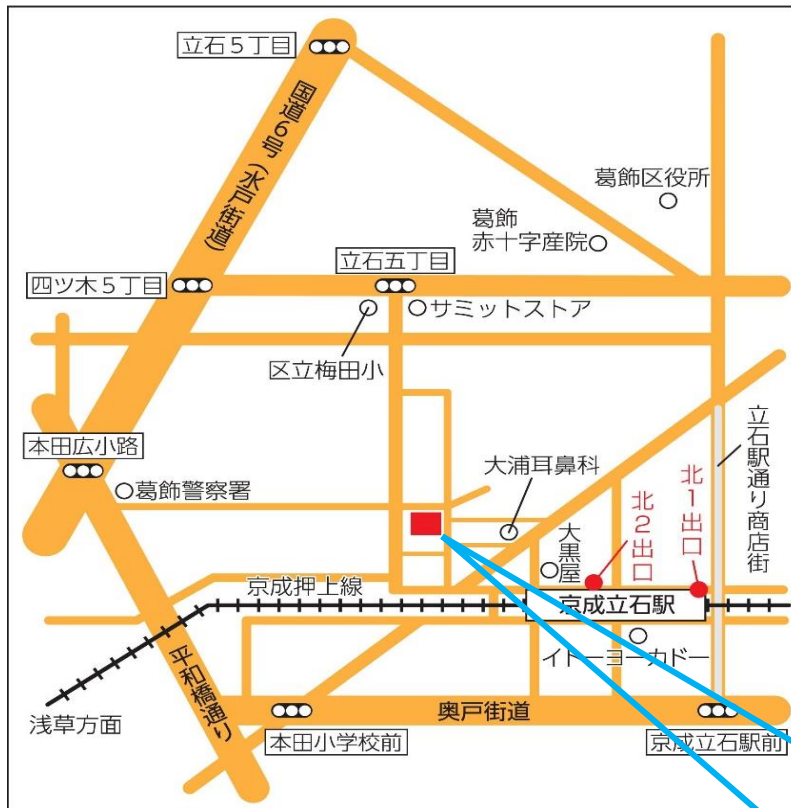 立石５丁目
国道６号（水戸街道）
葛飾区役所
葛飾
赤十字産院
立石五丁目
四ツ木５丁目
サミットストア
区立梅田小
立石駅通り商店街
本田広小路
大浦耳鼻科
葛飾警察署
北１出口
北２出口
大黒屋
京成押上線
京成立石駅
イトーヨーカドー
平和橋通り
浅草方面
奥戸街道
本田小学校前
京成立石駅前